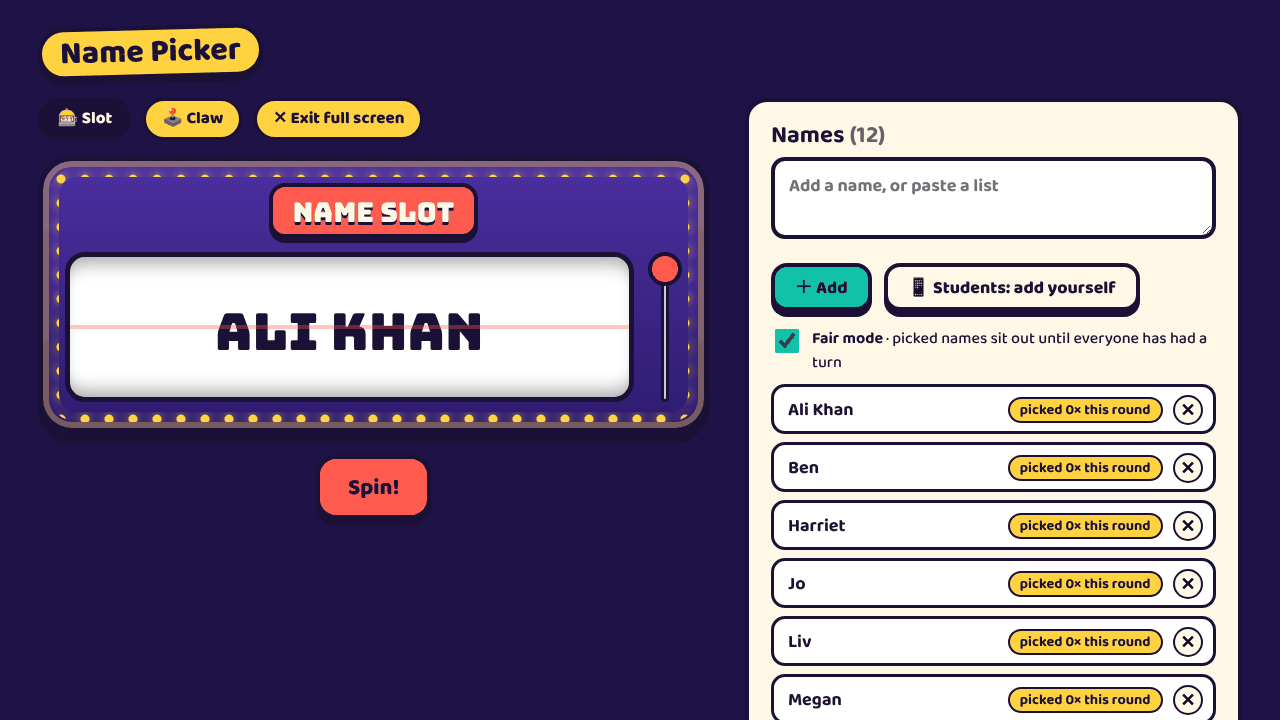 Name Picker
🎰 Slot
🕹️ Claw
✕ Exit full screen
NAME SLOT
ALI KHAN
Spin!
Names (12)
Add a name, or paste a list
＋ Add
📱 Students: add yourself
Fair mode · picked names sit out until everyone has had a
turn
Ali Khan picked 0× this round ✕
Ben picked 0× this round ✕
Harriet picked 0× this round ✕
Jo picked 0× this round ✕
Liv picked 0× this round ✕
Megan picked 0× this round ✕